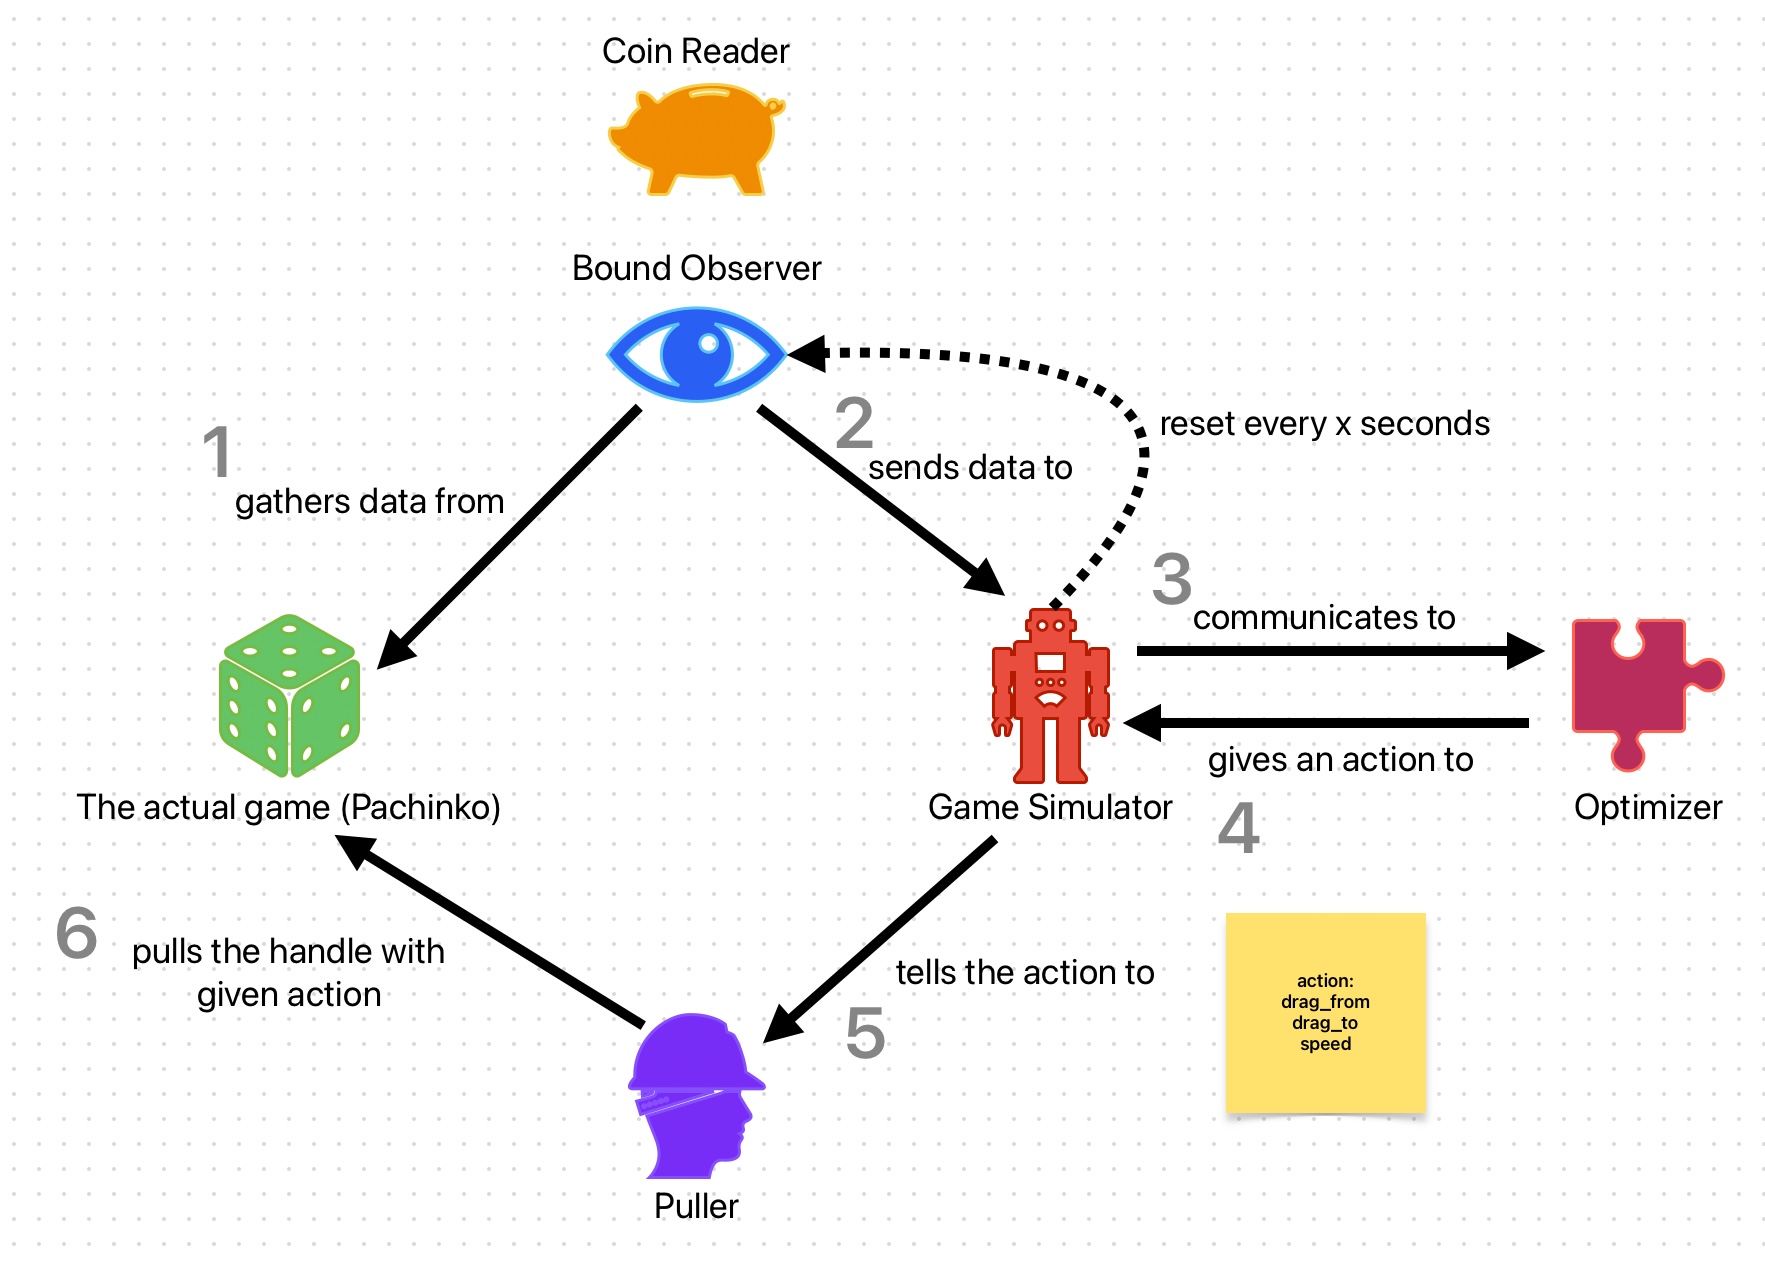 Coin Reader
Bound Observer
1
gathers data from
2
sends data to
reset every x seconds
3
communicates to
gives an action to
The actual game (Pachinko)
Game Simulator
Optimizer
4
6
pulls the handle with
given action
tells the action to
5
action:
drag_from
drag_to
speed
Puller